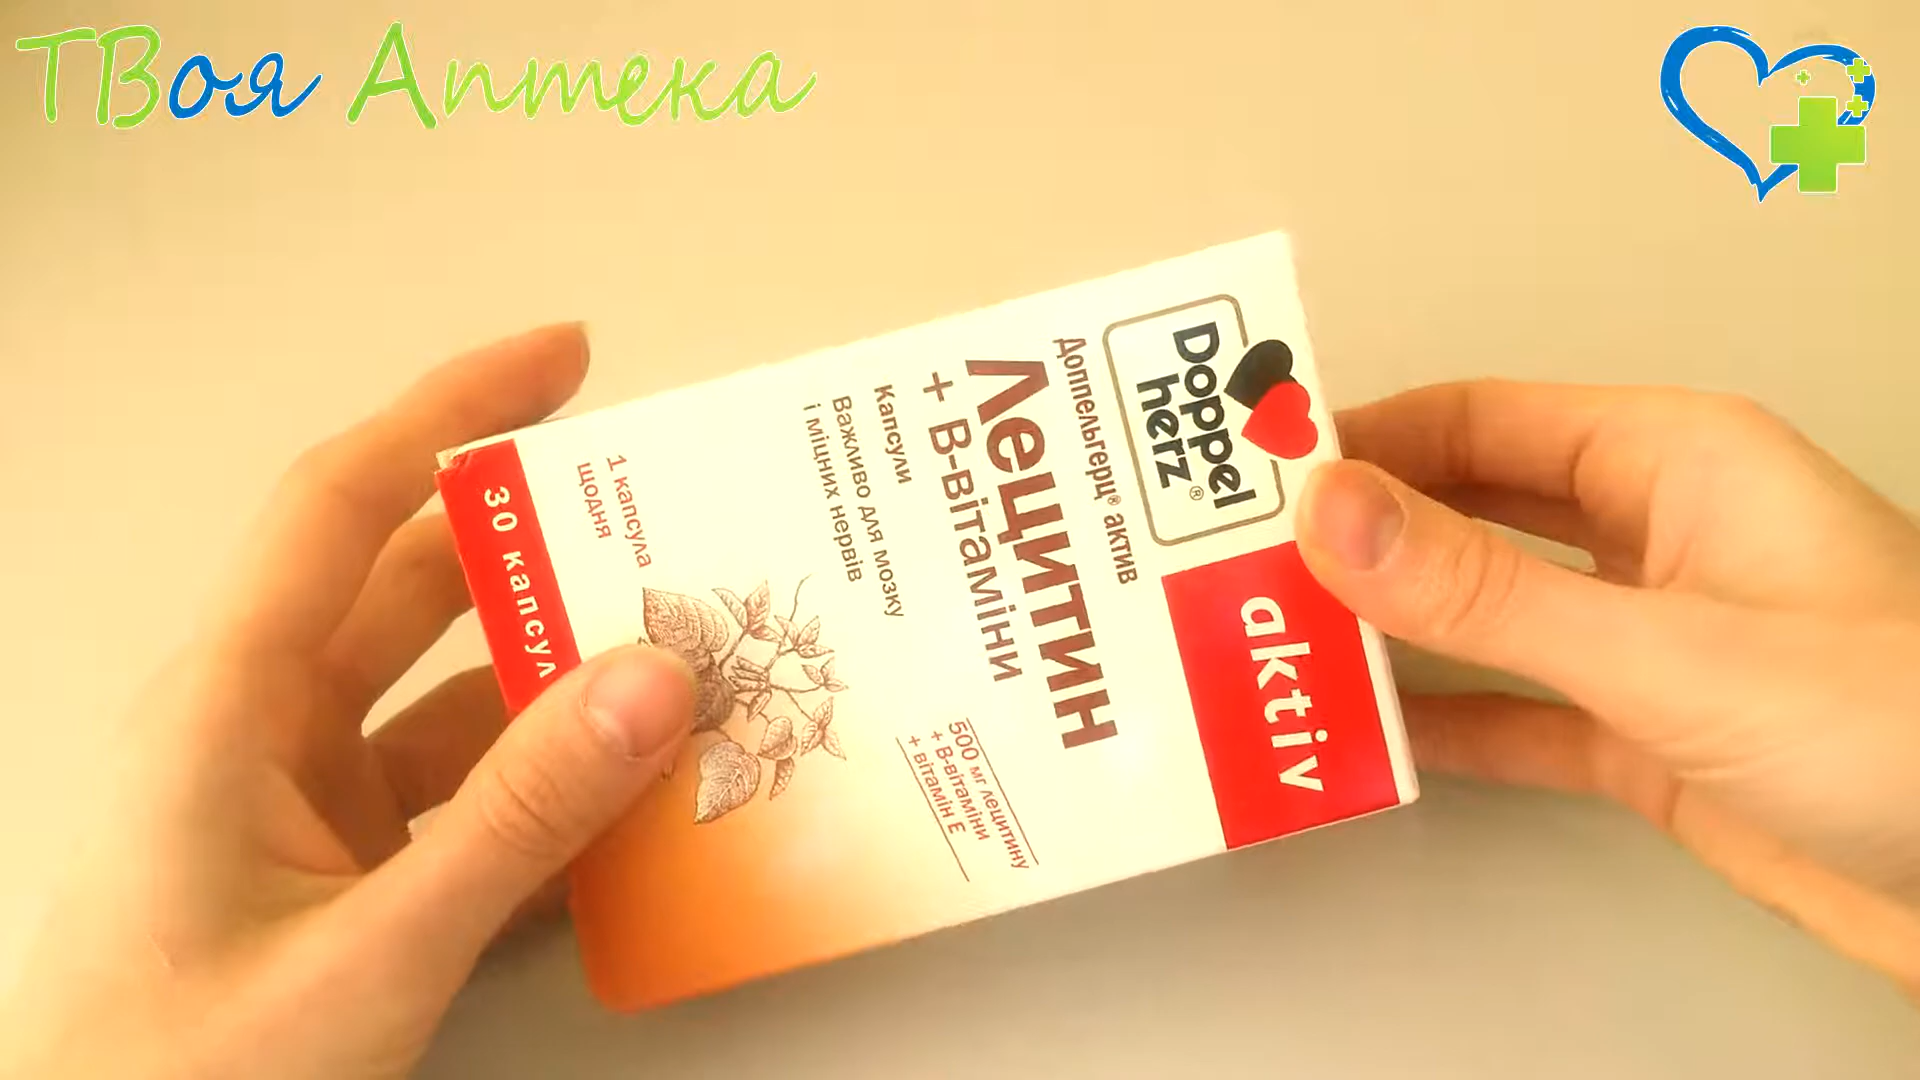 ТВоя Аптека
Doppel
herz®
aktiv
Доппельгерц® актив
Лецитин
+ В-вітаміни
Капсули
Важливо для мозку
і міцних нервів
500 мг лецитину
+ В-вітаміни
+ вітамін Е
1 капсула
щодня
30 капсул